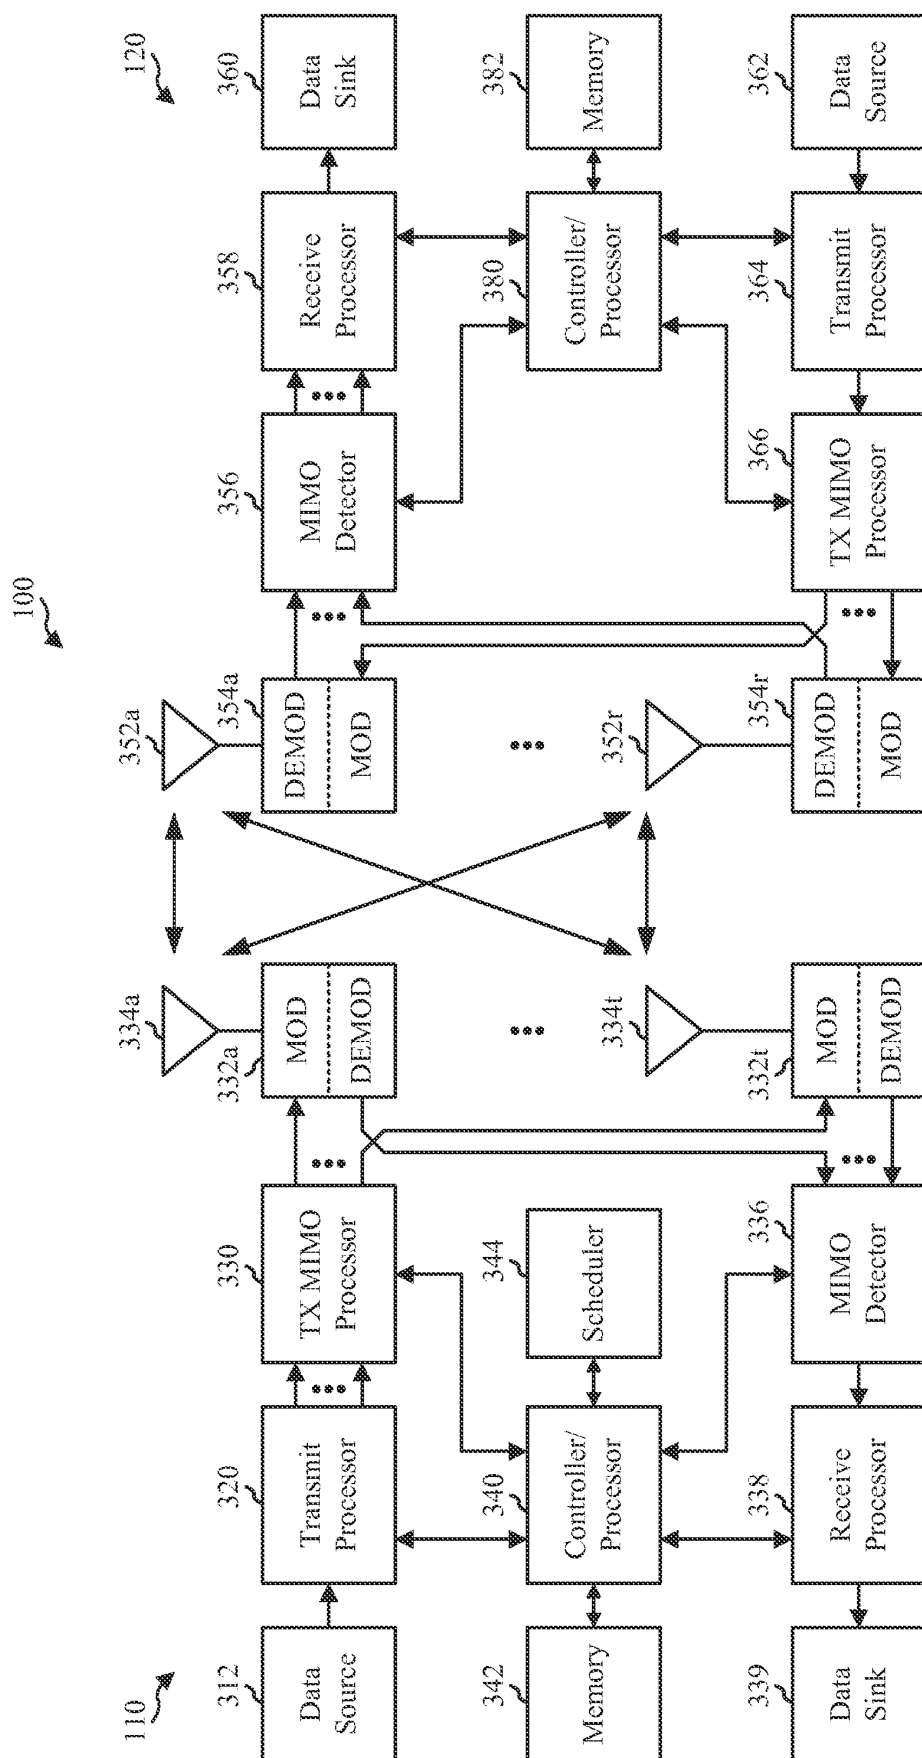 100
110
120
312
Data
Source
320
Transmit
Processor
330
TX MIMO
Processor
332a
MOD
DEMOD
334a
352a
354a
DEMOD
MOD
356
MIMO
Detector
358
Receive
Processor
360
Data
Sink
342
Memory
340
Controller/
Processor
344
Scheduler
380
Controller/
Processor
382
Memory
339
Data
Sink
338
Receive
Processor
336
MIMO
Detector
332t
MOD
DEMOD
334t
352r
354r
DEMOD
MOD
366
TX MIMO
Processor
364
Transmit
Processor
362
Data
Source